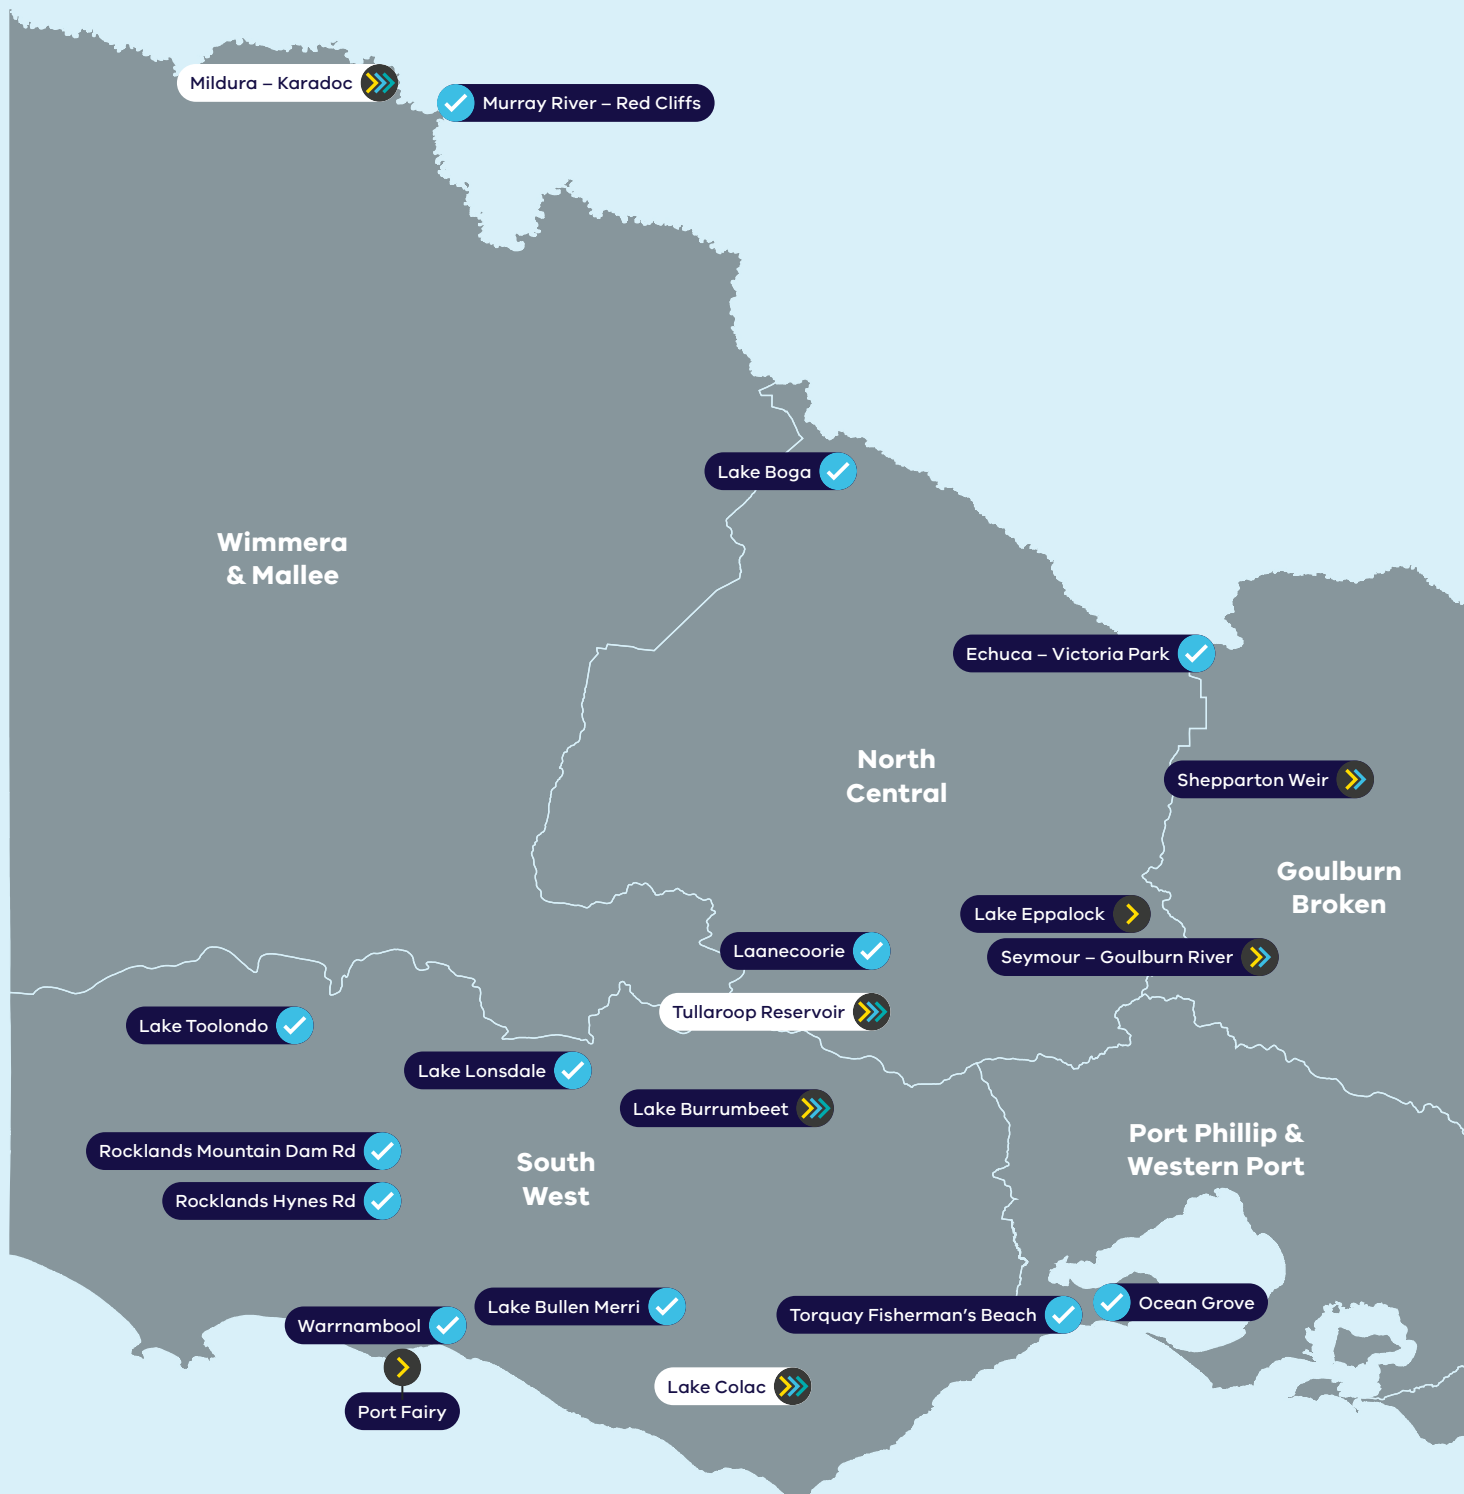 Mildura – Karadoc
Murray River – Red Cliffs
Lake Boga
Wimmera
& Mallee
Echuca – Victoria Park
North
Central
Shepparton Weir
Goulburn
Broken
Lake Eppalock
Laanecoorie
Seymour – Goulburn River
Tullaroop Reservoir
Lake Toolondo
Lake Lonsdale
Lake Burrumbeet
Port Phillip &
Western Port
Rocklands Mountain Dam Rd
South
West
Rocklands Hynes Rd
Lake Bullen Merri
Ocean Grove
Torquay Fisherman’s Beach
Warrnambool
Lake Colac
Port Fairy